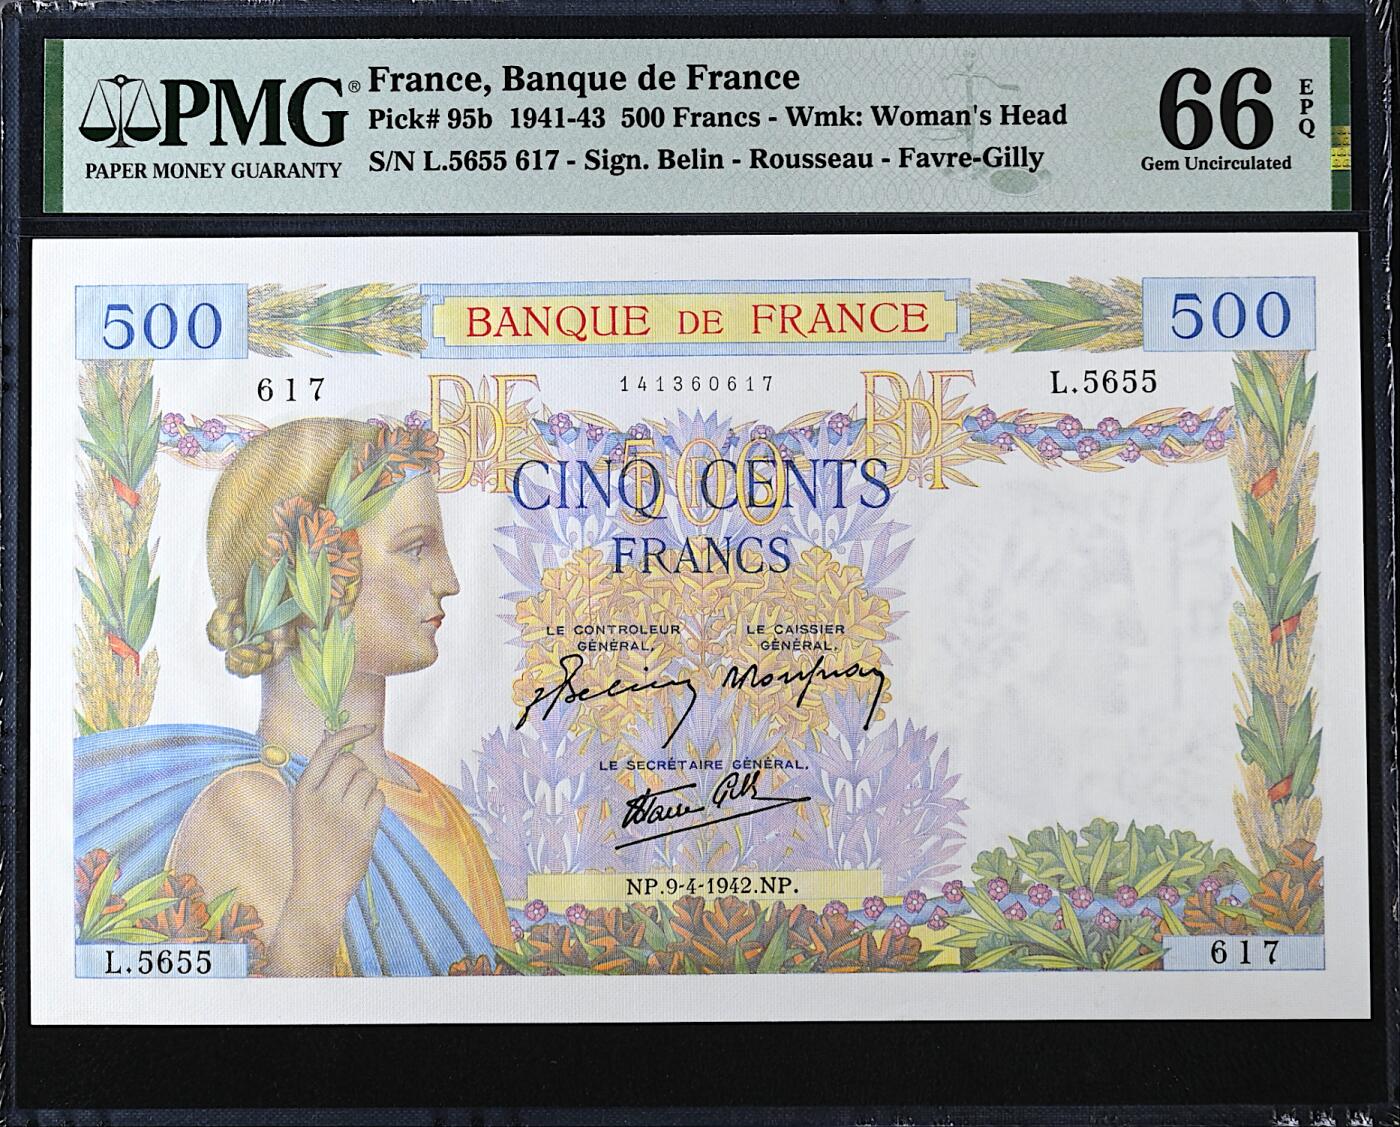 PMG®
PAPER MONEY GUARANTY
France, Banque de France
Pick# 95b 1941-43 500 Francs - Wmk: Woman's Head
S/N L.5655 617 - Sign. Belin - Rousseau - Favre-Gilly
66 EPQ
Gem Uncirculated
500
BANQUE DE FRANCE
500
617
141360617
L.5655
BDF
BDF
500
CINQ CENTS
FRANCS
LE CONTROLEUR
GÉNÉRAL,
LE CAISSIER
GÉNÉRAL,
LE SECRÉTAIRE GÉNÉRAL,
NP.9-4-1942.NP.
L.5655
617